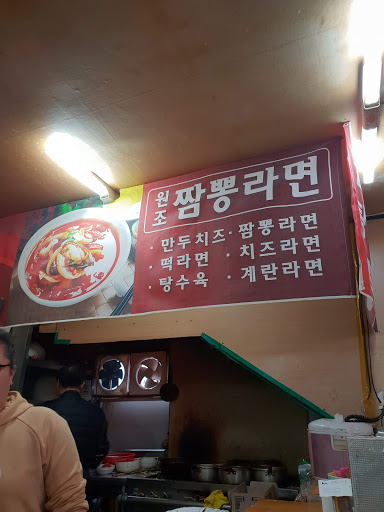 원조 짬뽕라면
· 만두치즈 · 짬뽕라면
· 떡라면 · 치즈라면
· 탕수육 · 계란라면